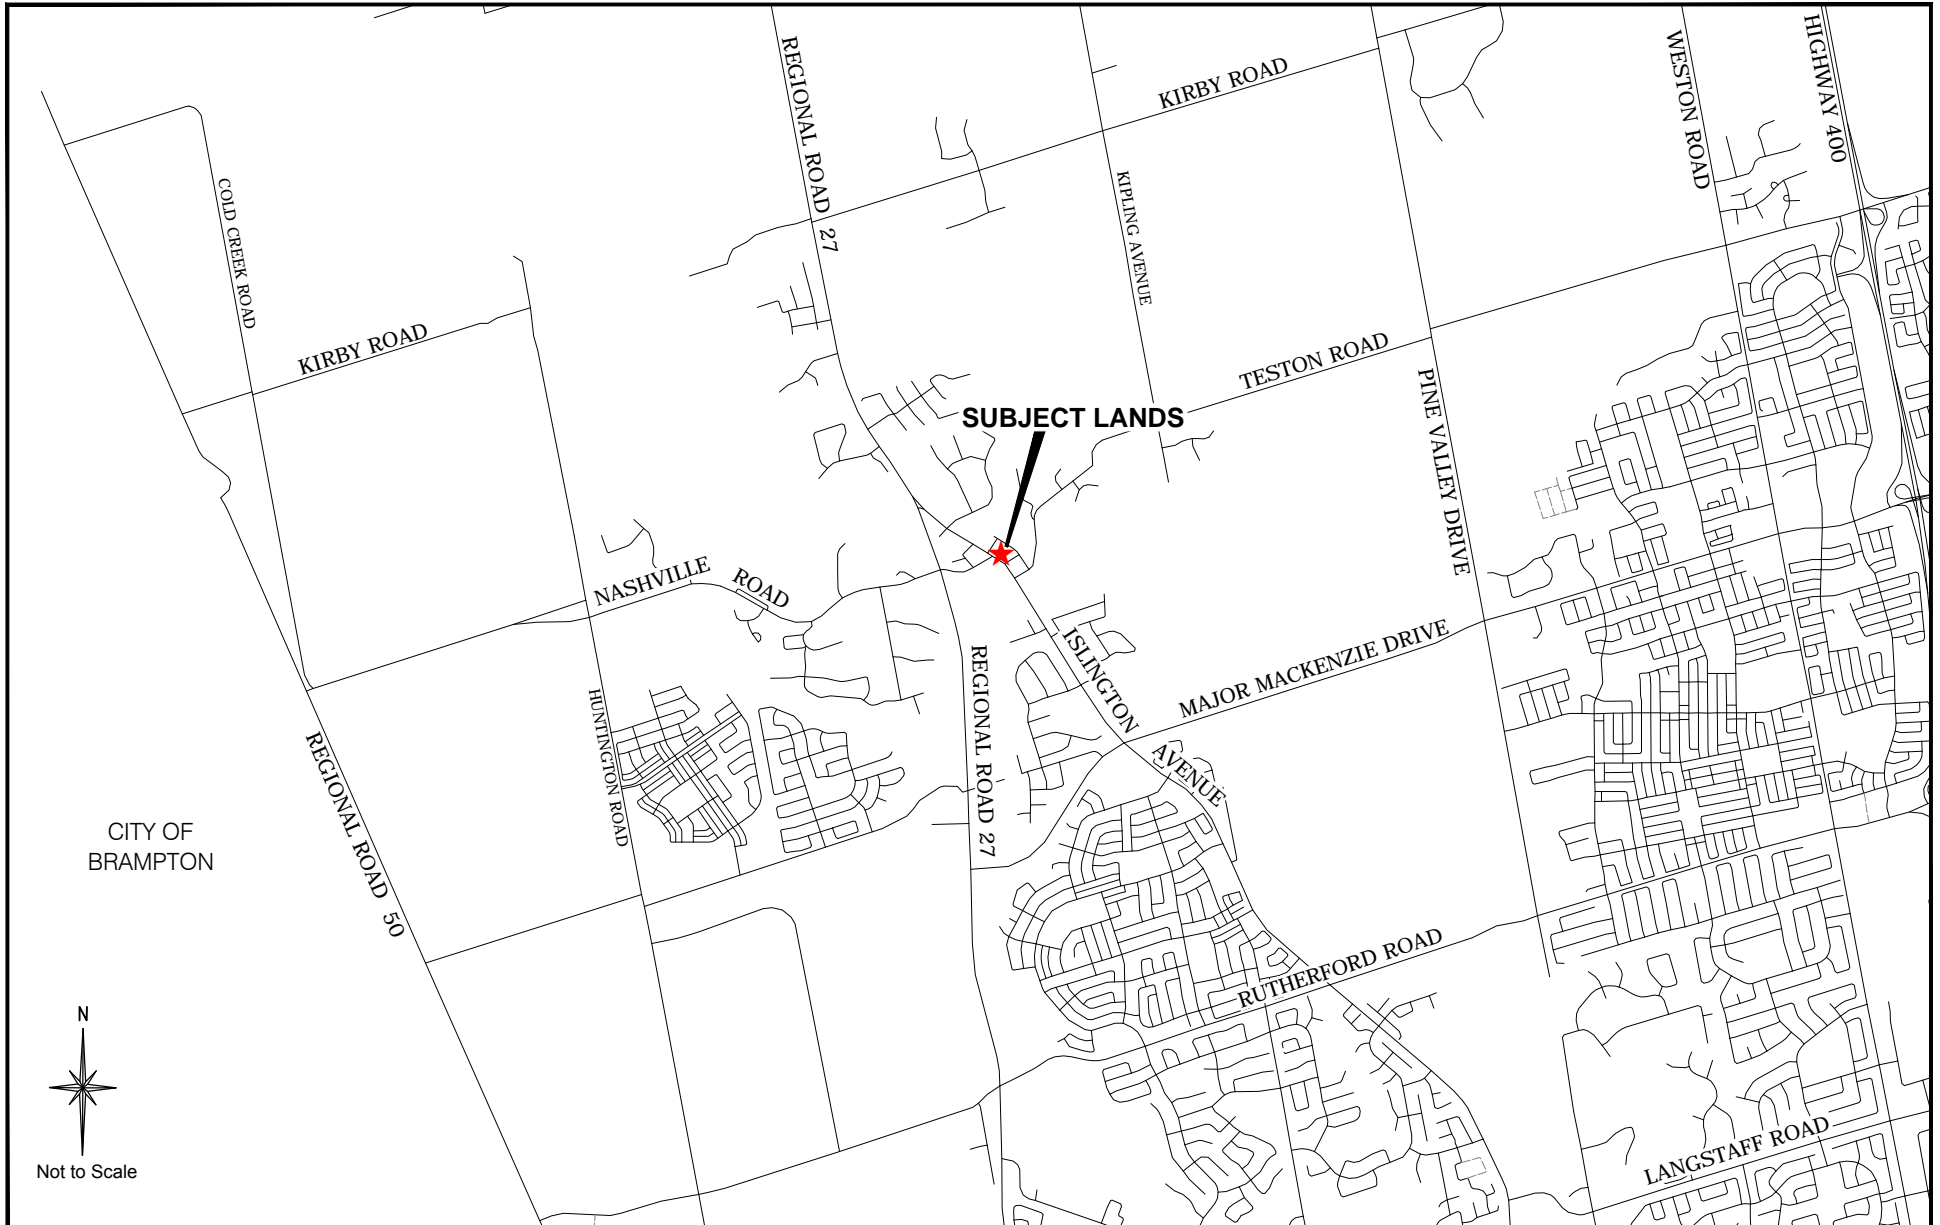 REGIONAL ROAD 27
KIRBY ROAD
WESTON ROAD
HIGHWAY 400
COLD CREEK ROAD
KIPLING AVENUE
KIRBY ROAD
TESTON ROAD
PINE VALLEY DRIVE
SUBJECT LANDS
NASHVILLE ROAD
ISLINGTON AVENUE
MAJOR MACKENZIE DRIVE
REGIONAL ROAD 27
HUNTINGTON ROAD
REGIONAL ROAD 50
CITY OF
BRAMPTON
RUTHERFORD ROAD
LANGSTAFF ROAD
N
Not to Scale